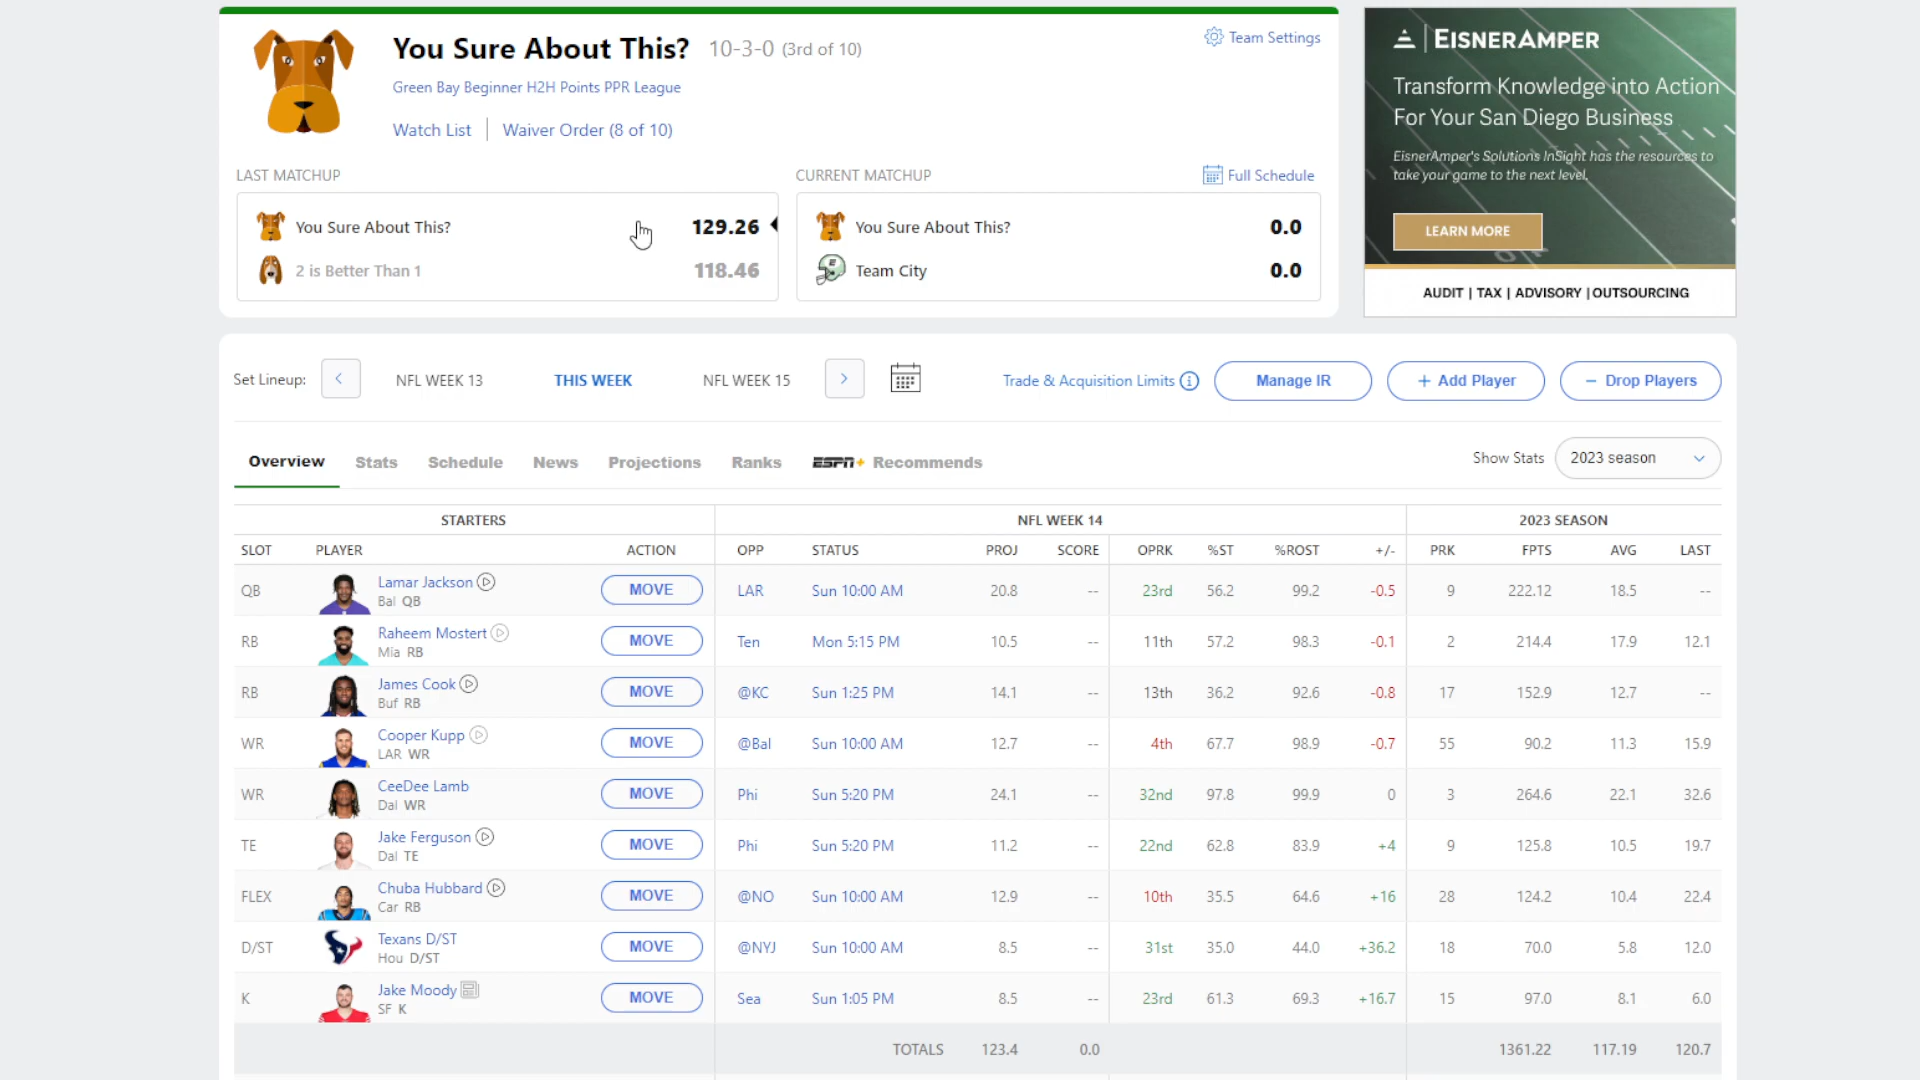 You Sure About This? 10-3-0 (3rd of 10)
Team Settings
Green Bay Beginner H2H Points PPR League
Watch List | Waiver Order (8 of 10)
LAST MATCHUP
You Sure About This? 129.26
2 is Better Than 1 118.46
CURRENT MATCHUP
Full Schedule
You Sure About This? 0.0
Team City 0.0
EISNERAMPER
Transform Knowledge into Action
For Your San Diego Business
EisnerAmper's Solutions InSight has the resources to
take your game to the next level.
LEARN MORE
AUDIT | TAX | ADVISORY | OUTSOURCING
Set Lineup: NFL WEEK 13 THIS WEEK NFL WEEK 15 Trade & Acquisition Limits Manage IR + Add Player − Drop Players
Overview Stats Schedule News Projections Ranks ESPN+ Recommends
Show Stats 2023 season
STARTERS NFL WEEK 14 2023 SEASON
SLOT PLAYER ACTION OPP STATUS PROJ SCORE OPRK %ST %ROST +/- PRK FPTS AVG LAST
QB Lamar Jackson MOVE LAR Sun 10:00 AM 20.8 -- 23rd 56.2 99.2 -0.5 9 222.12 18.5 --
Bal QB
RB Raheem Mostert MOVE Ten Mon 5:15 PM 10.5 -- 11th 57.2 98.3 -0.1 2 214.4 17.9 12.1
Mia RB
RB James Cook MOVE @KC Sun 1:25 PM 14.1 -- 13th 36.2 92.6 -0.8 17 152.9 12.7 --
Buf RB
WR Cooper Kupp MOVE @Bal Sun 10:00 AM 12.7 -- 4th 67.7 98.9 -0.7 55 90.2 11.3 15.9
LAR WR
WR CeeDee Lamb MOVE Phi Sun 5:20 PM 24.1 -- 32nd 97.8 99.9 0 3 264.6 22.1 32.6
Dal WR
TE Jake Ferguson MOVE Phi Sun 5:20 PM 11.2 -- 22nd 62.8 83.9 +4 9 125.8 10.5 19.7
Dal TE
FLEX Chuba Hubbard MOVE @NO Sun 10:00 AM 12.9 -- 10th 35.5 64.6 +16 28 124.2 10.4 22.4
Car RB
D/ST Texans D/ST MOVE @NYJ Sun 10:00 AM 8.5 -- 31st 35.0 44.0 +36.2 18 70.0 5.8 12.0
Hou D/ST
K Jake Moody MOVE Sea Sun 1:05 PM 8.5 -- 23rd 61.3 69.3 +16.7 15 97.0 8.1 6.0
SF K
TOTALS 123.4 0.0 1361.22 117.19 120.7